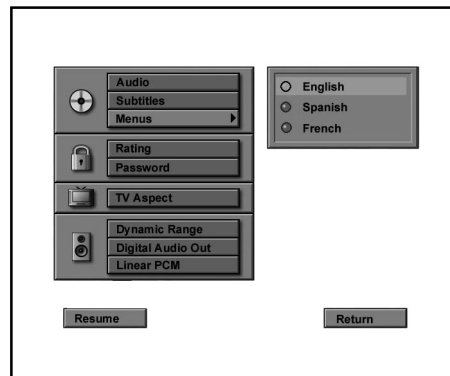 Audio
Subtitles
Menus
Rating
Password
TV Aspect
Dynamic Range
Digital Audio Out
Linear PCM
English
Spanish
French
Resume
Return